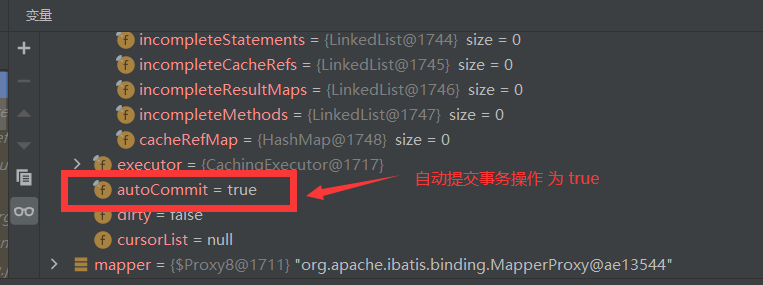 变量
incompleteStatements = {LinkedList@1744} size = 0
incompleteCacheRefs = {LinkedList@1745} size = 0
incompleteResultMaps = {LinkedList@1746} size = 0
incompleteMethods = {LinkedList@1747} size = 0
cacheRefMap = {HashMap@1748} size = 0
executor = {CachingExecutor@1717}
autoCommit = true
自动提交事务操作 为 true
dirty = false
cursorList = null
mapper = {$Proxy8@1711} "org.apache.ibatis.binding.MapperProxy@ae13544"